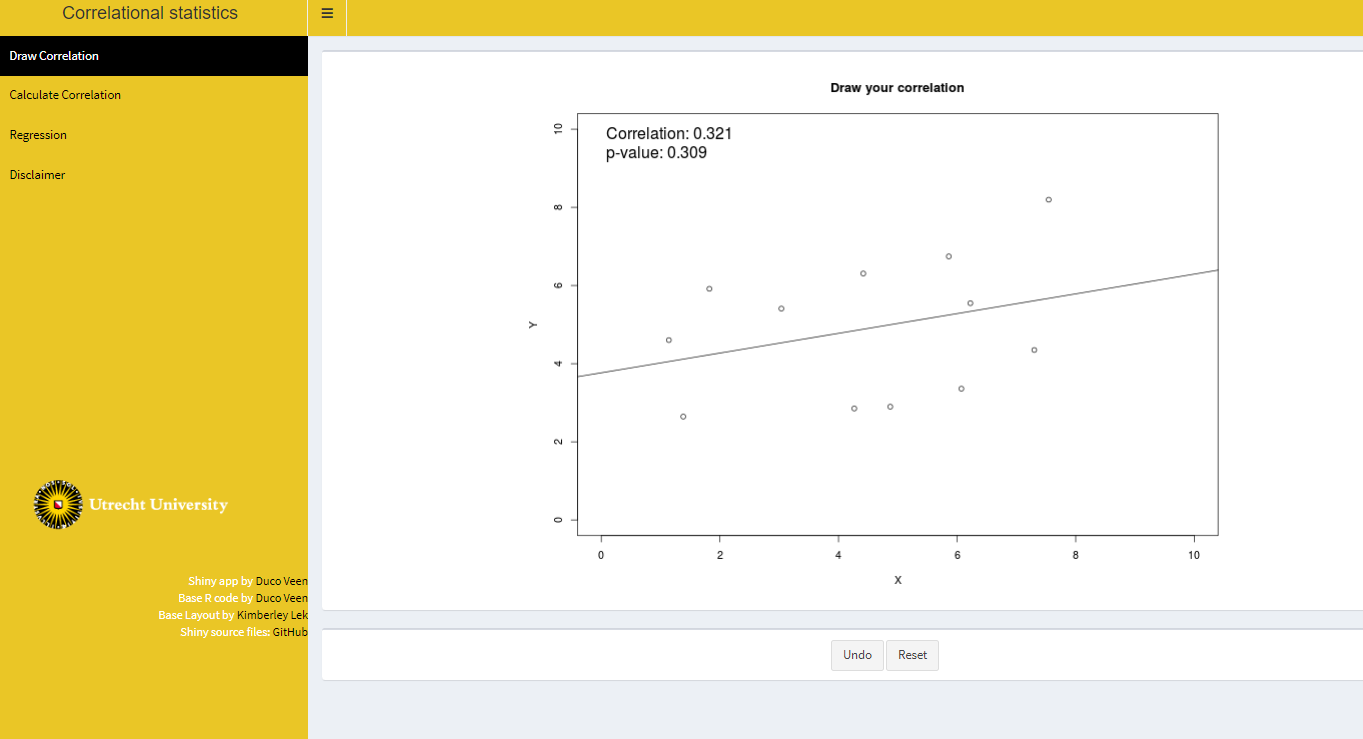 Correlational statistics
Draw Correlation
Calculate Correlation
Regression
Disclaimer
Utrecht University
Shiny app by Duco Veen
Base R code by Duco Veen
Base Layout by Kimberley Lek
Shiny source files: GitHub
Draw your correlation
Correlation: 0.321
p-value: 0.309
10
8
6
4
2
0
Y
0 2 4 6 8 10
X
Undo Reset